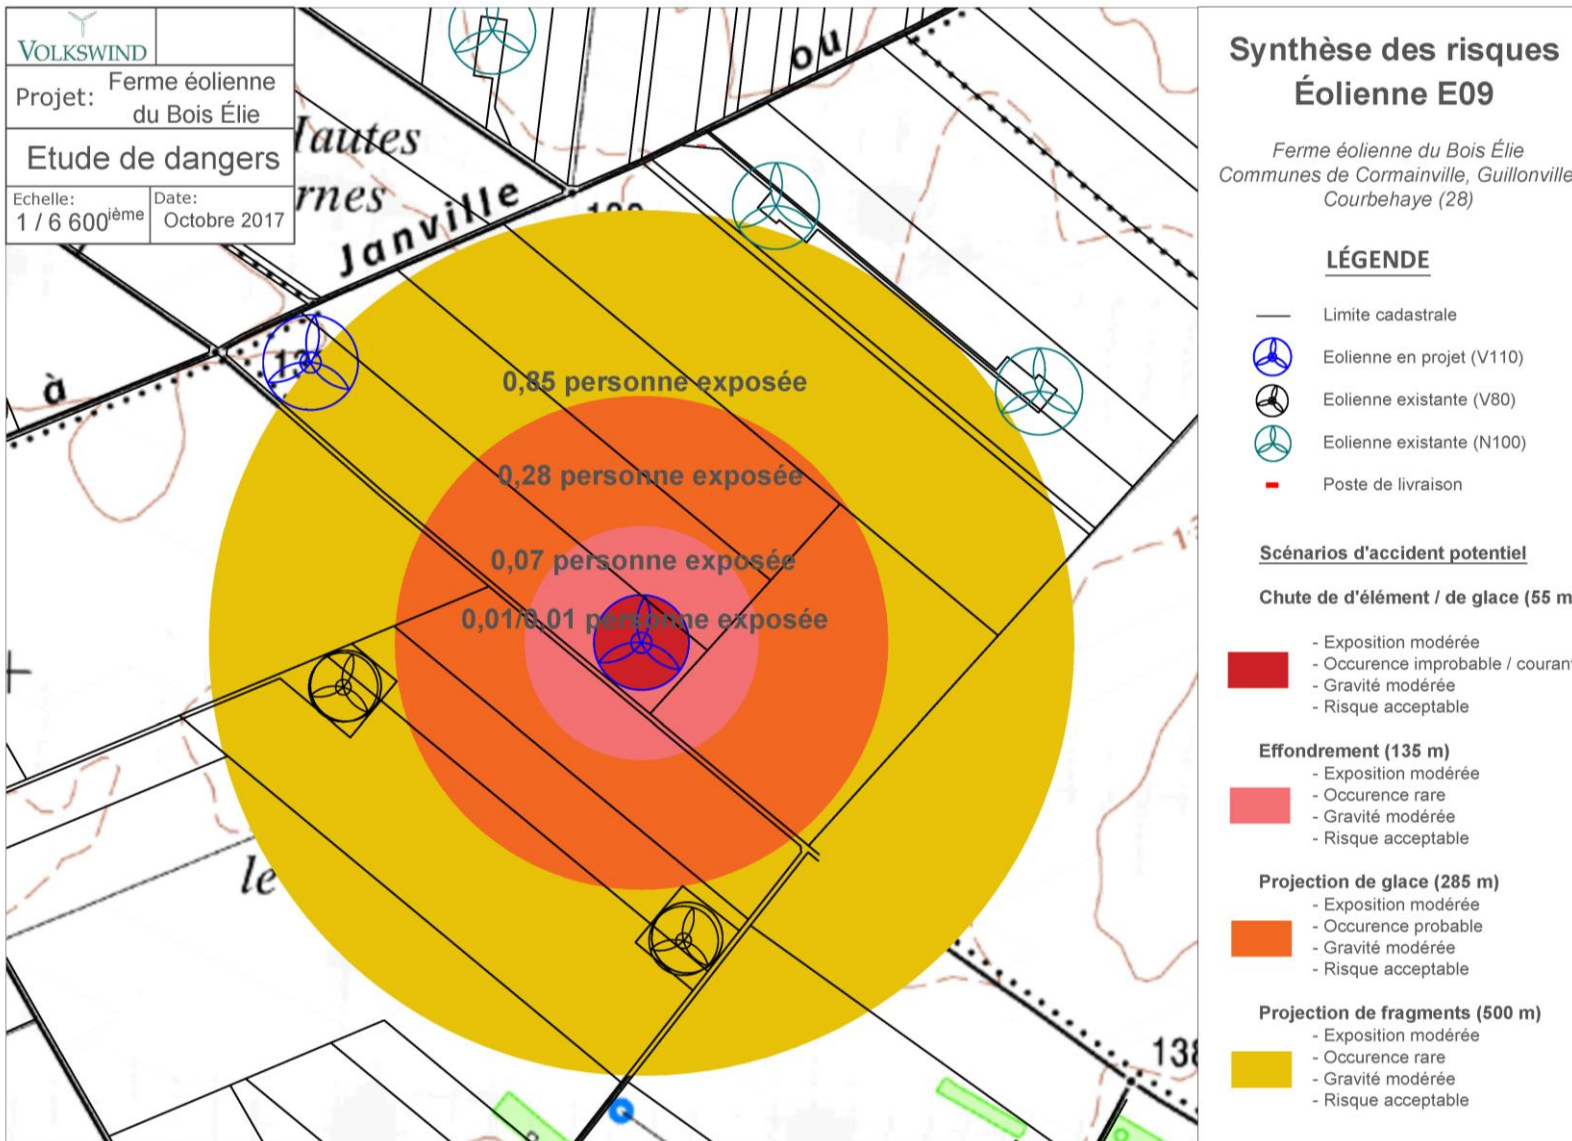 VOLKSWIND
Projet: Ferme éolienne
du Bois Élie
Etude de dangers
Echelle:
1 / 6 600ième
Date:
Octobre 2017
Hautes
rnes
Janville
ou
à
le
138
0,85 personne exposée
0,28 personne exposée
0,07 personne exposée
0,01/0,01 personne exposée
Synthèse des risques
Éolienne E09
Ferme éolienne du Bois Élie
Communes de Cormainville, Guillonville
Courbehaye (28)
LÉGENDE
Limite cadastrale
Eolienne en projet (V110)
Eolienne existante (V80)
Eolienne existante (N100)
Poste de livraison
Scénarios d'accident potentiel
Chute de d'élément / de glace (55 m
- Exposition modérée
- Occurence improbable / couran
- Gravité modérée
- Risque acceptable
Effondrement (135 m)
- Exposition modérée
- Occurence rare
- Gravité modérée
- Risque acceptable
Projection de glace (285 m)
- Exposition modérée
- Occurence probable
- Gravité modérée
- Risque acceptable
Projection de fragments (500 m)
- Exposition modérée
- Occurence rare
- Gravité modérée
- Risque acceptable